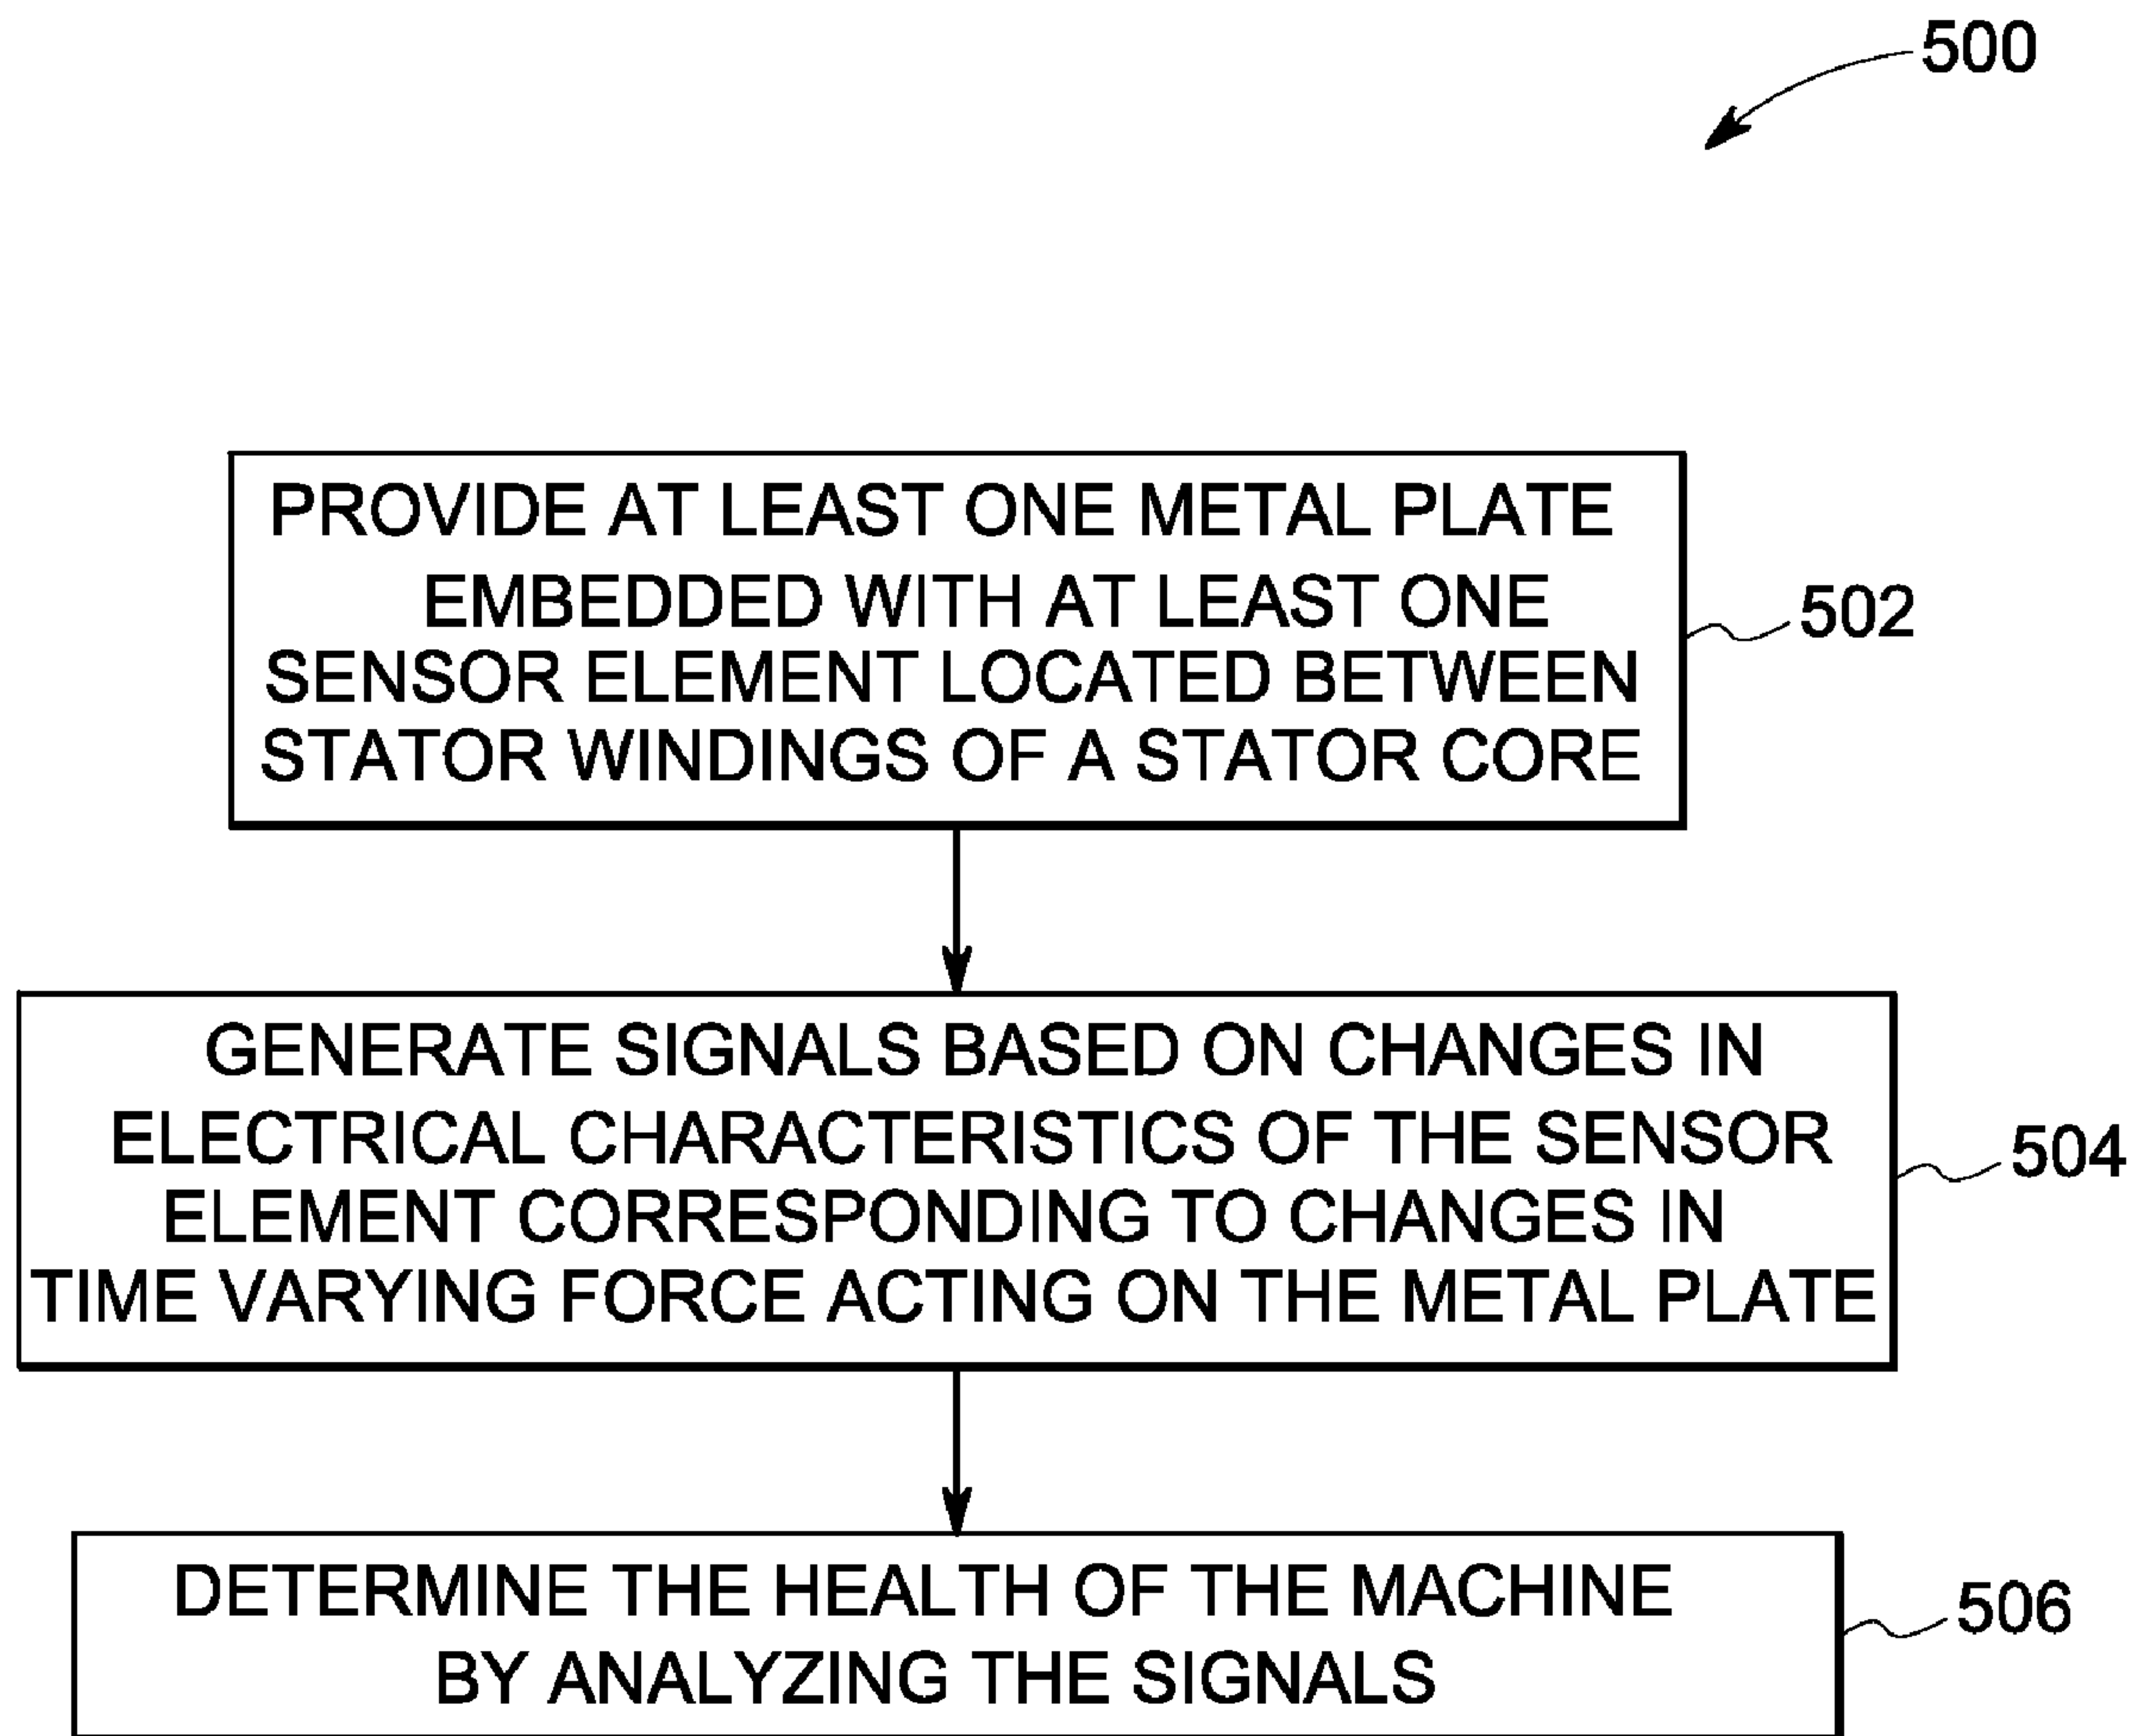 500
PROVIDE AT LEAST ONE METAL PLATE
EMBEDDED WITH AT LEAST ONE
SENSOR ELEMENT LOCATED BETWEEN
STATOR WINDINGS OF A STATOR CORE
502
GENERATE SIGNALS BASED ON CHANGES IN
ELECTRICAL CHARACTERISTICS OF THE SENSOR
ELEMENT CORRESPONDING TO CHANGES IN
TIME VARYING FORCE ACTING ON THE METAL PLATE
504
DETERMINE THE HEALTH OF THE MACHINE
BY ANALYZING THE SIGNALS
506